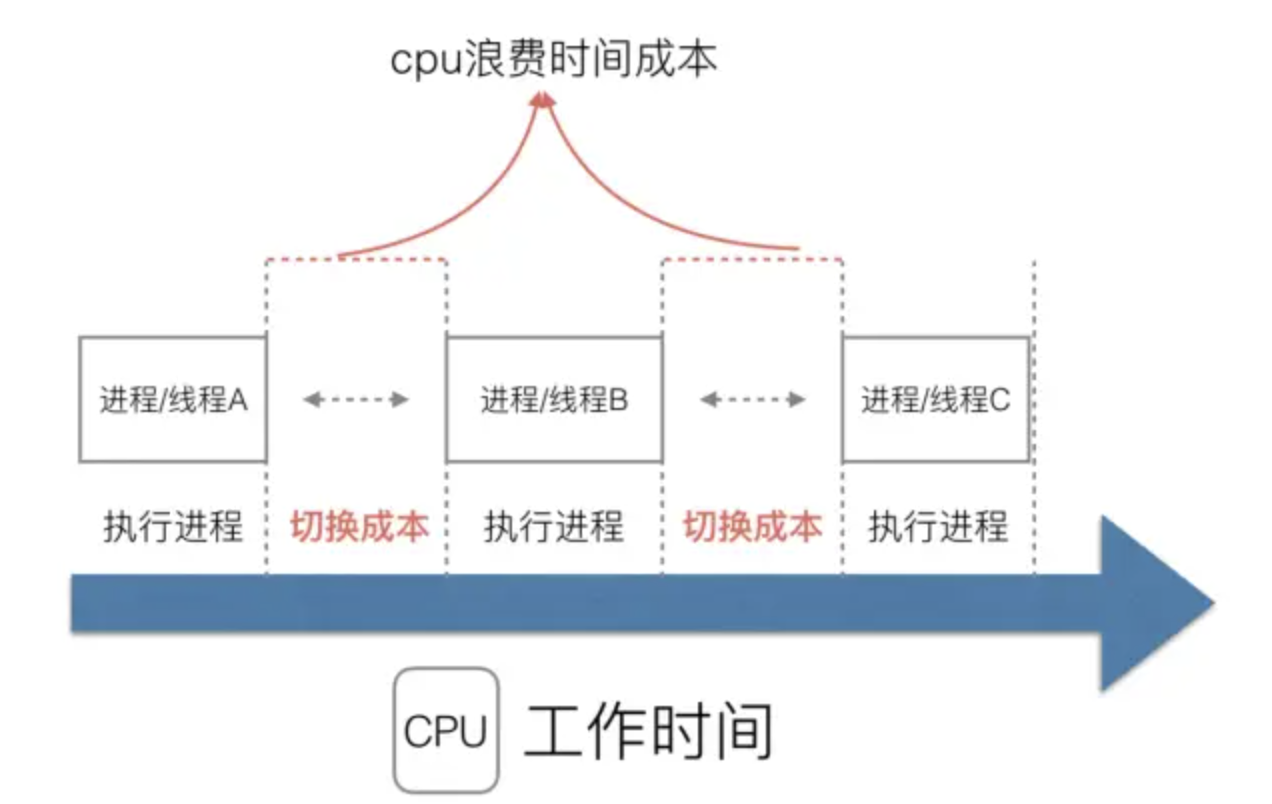 cpu浪费时间成本
进程/线程A
进程/线程B
进程/线程C
执行进程
切换成本
执行进程
切换成本
执行进程
CPU 工作时间